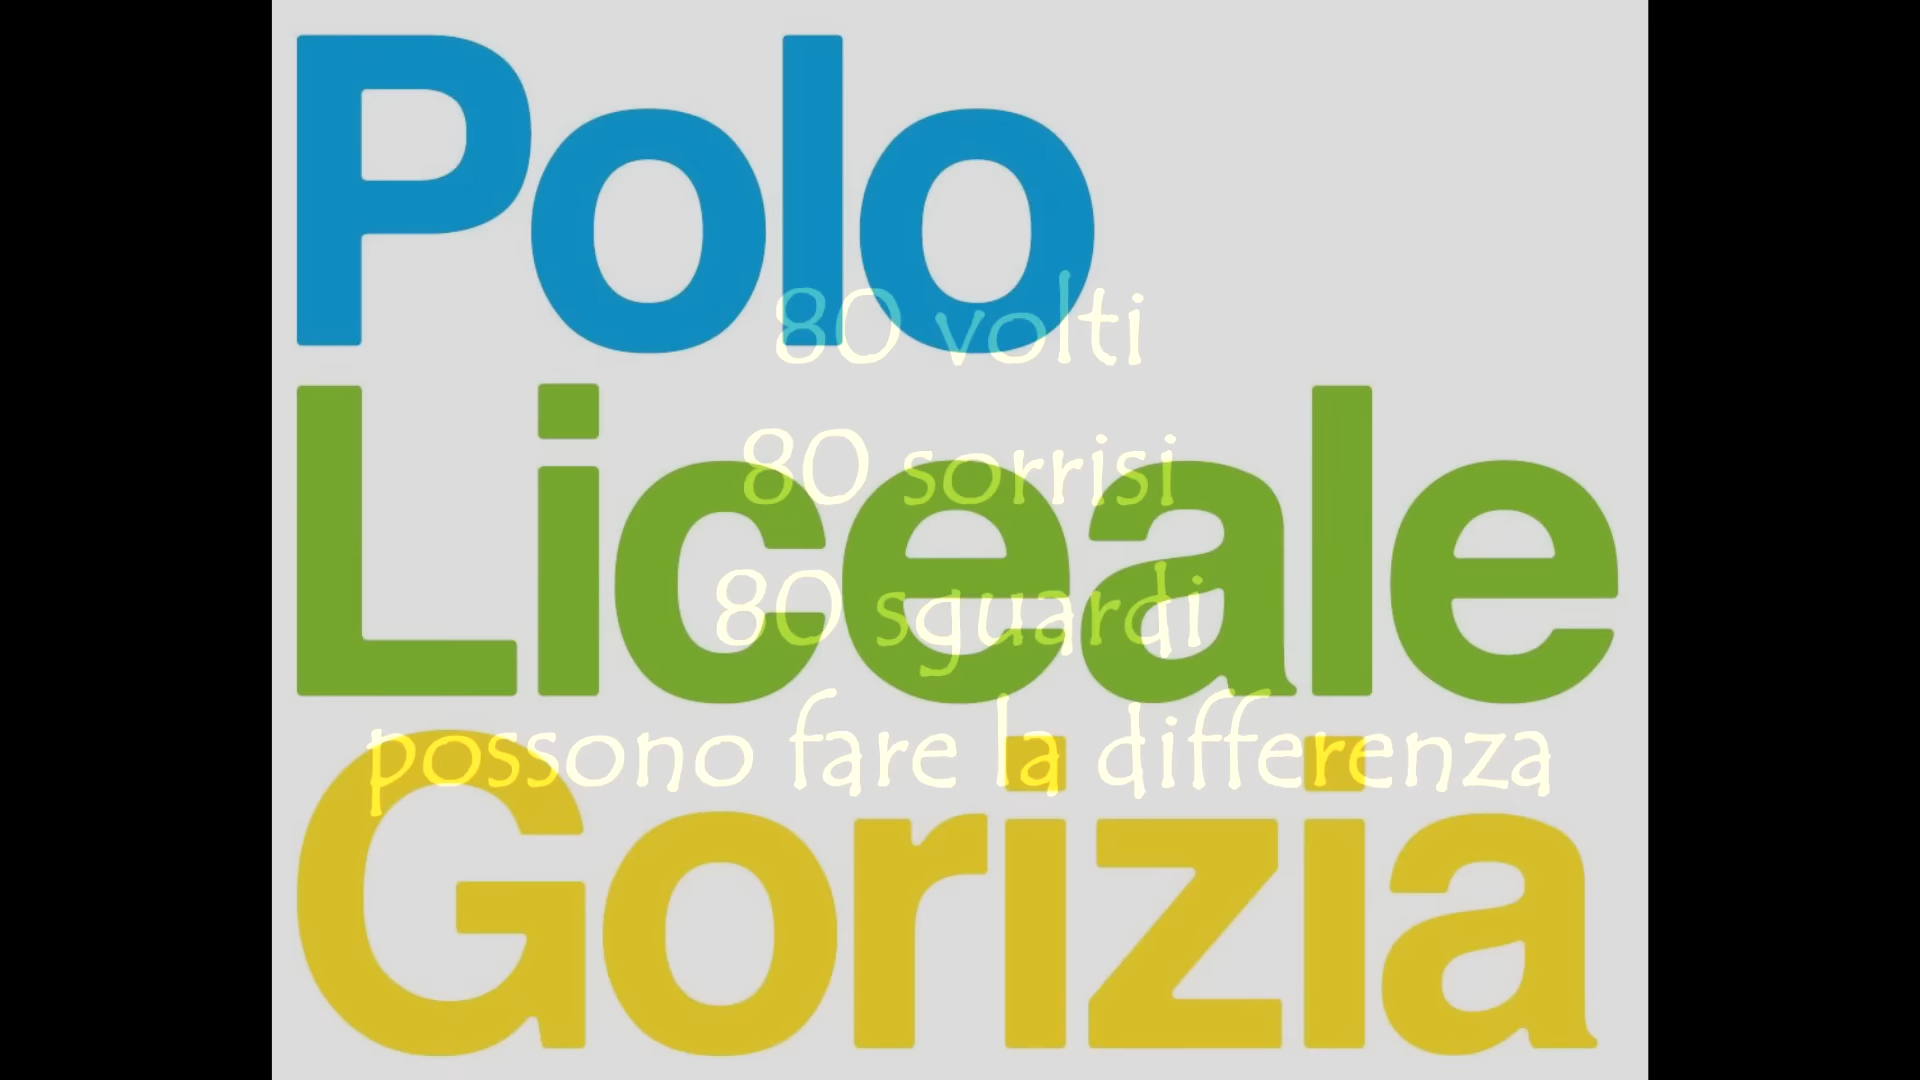 Polo
Liceale
Gorizia
80 volti
80 sorrisi
80 sguardi
possono fare la differenza